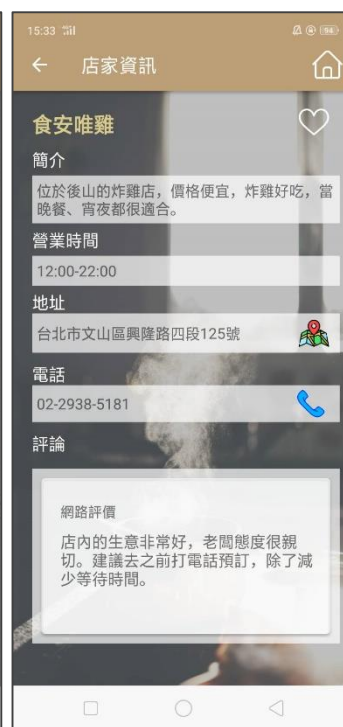 15:33
94
店家資訊
食安唯雞
簡介
位於後山的炸雞店，價格便宜，炸雞好吃，當
晚餐、宵夜都很適合。
營業時間
12:00-22:00
地址
台北市文山區興隆路四段125號
電話
02-2938-5181
評論
網路評價
店內的生意非常好，老闆態度很親
切。建議去之前打電話預訂，除了減
少等待時間。